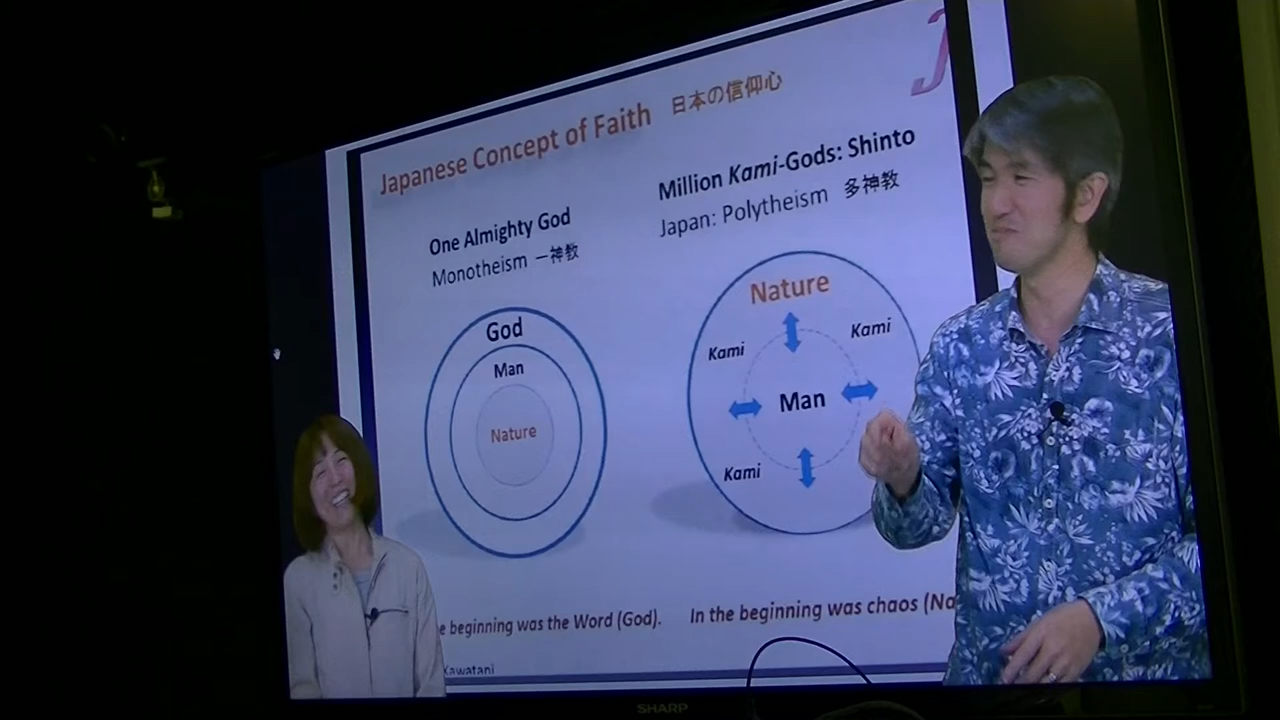 J
Japanese Concept of Faith 日本の信仰心
One Almighty God
Monotheism 一神教
Million Kami-Gods: Shinto
Japan: Polytheism 多神教
God
Man
Nature
Nature
Kami
Kami
Man
Kami
e beginning was the Word (God).
In the beginning was chaos (Na
Kawatani
SHARP